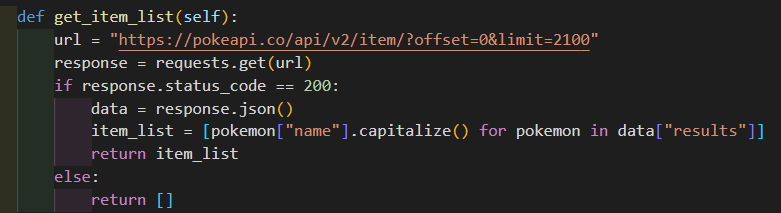 def get_item_list(self):
url = "https://pokeapi.co/api/v2/item/?offset=0&limit=2100"
response = requests.get(url)
if response.status_code == 200:
data = response.json()
item_list = [pokemon["name"].capitalize() for pokemon in data["results"]]
return item_list
else:
return []